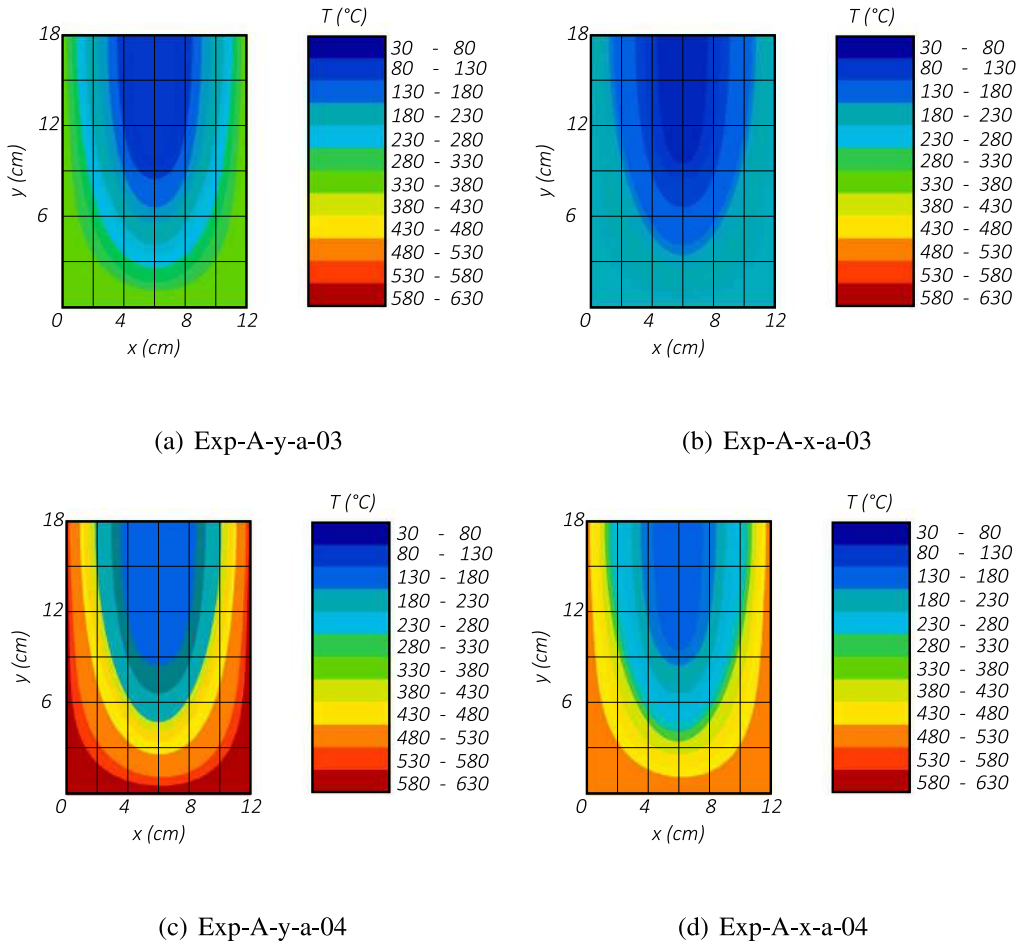 T (°C)
18
12
6
y (cm)
0
4
8
12
x (cm)
30 - 80
80 - 130
130 - 180
180 - 230
230 - 280
280 - 330
330 - 380
380 - 430
430 - 480
480 - 530
530 - 580
580 - 630
(a) Exp-A-y-a-03
T (°C)
18
12
6
y (cm)
0
4
8
12
x (cm)
30 - 80
80 - 130
130 - 180
180 - 230
230 - 280
280 - 330
330 - 380
380 - 430
430 - 480
480 - 530
530 - 580
580 - 630
(b) Exp-A-x-a-03
T (°C)
18
12
6
y (cm)
0
4
8
12
x (cm)
30 - 80
80 - 130
130 - 180
180 - 230
230 - 280
280 - 330
330 - 380
380 - 430
430 - 480
480 - 530
530 - 580
580 - 630
(c) Exp-A-y-a-04
T (°C)
18
12
6
y (cm)
0
4
8
12
x (cm)
30 - 80
80 - 130
130 - 180
180 - 230
230 - 280
280 - 330
330 - 380
380 - 430
430 - 480
480 - 530
530 - 580
580 - 630
(d) Exp-A-x-a-04